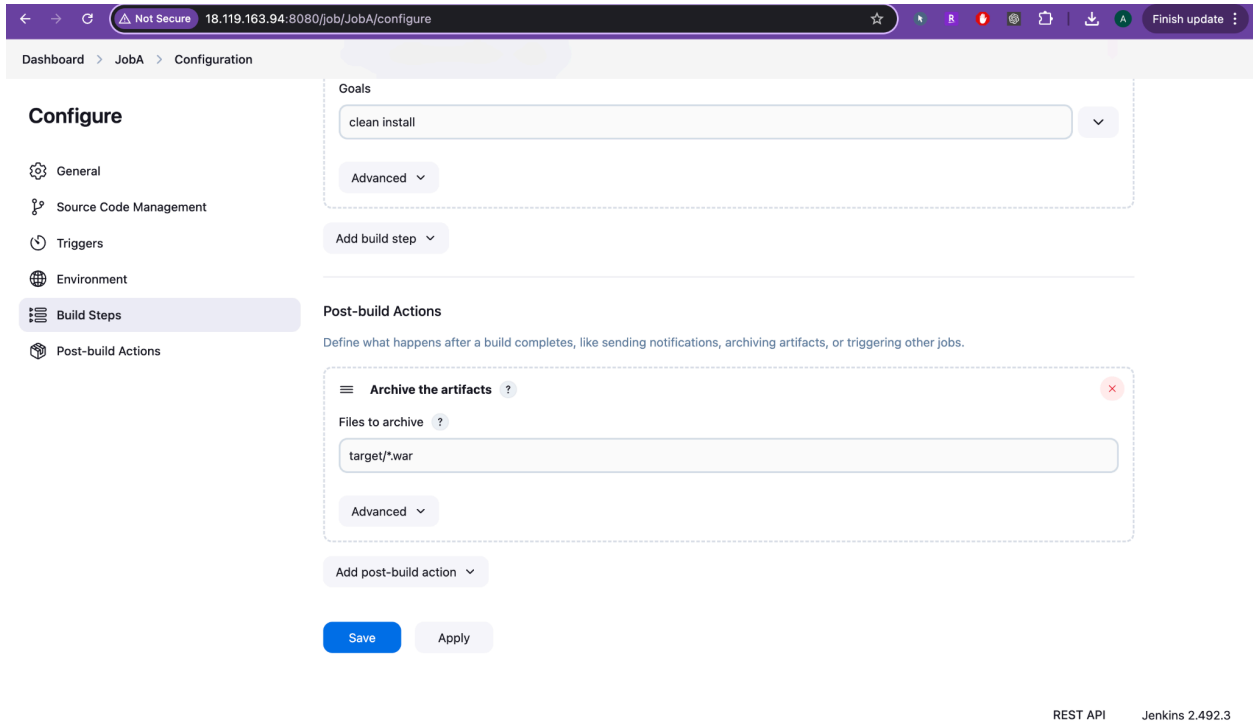 Not Secure 18.119.163.94:8080/job/JobA/configure R A Finish update
Dashboard > JobA > Configuration
Configure
General
Source Code Management
Triggers
Environment
Build Steps
Post-build Actions
Goals
clean install
Advanced
Add build step
Post-build Actions
Define what happens after a build completes, like sending notifications, archiving artifacts, or triggering other jobs.
Archive the artifacts ?
Files to archive ?
target/*.war
Advanced
Add post-build action
Save Apply
REST API Jenkins 2.492.3